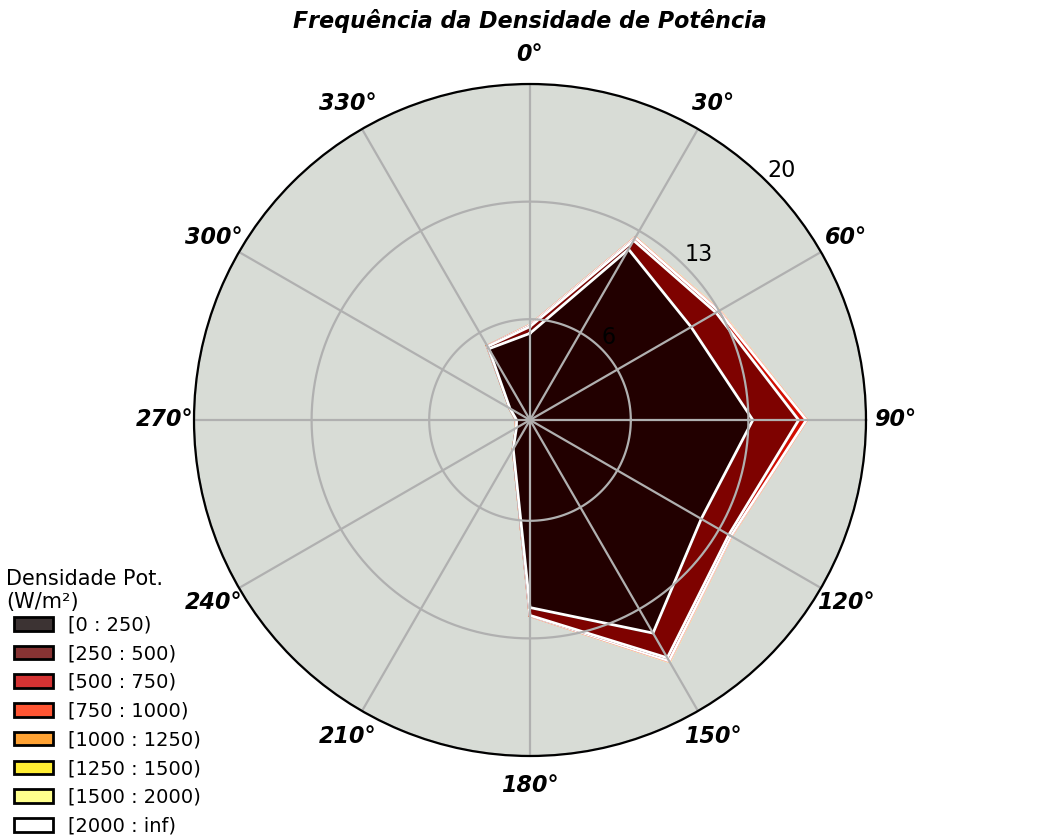 Frequência da Densidade de Potência
0°
330°
30°
20
300°
60°
13
6
270°
90°
240°
120°
210°
150°
180°
Densidade Pot.
(W/m²)
[0 : 250)
[250 : 500)
[500 : 750)
[750 : 1000)
[1000 : 1250)
[1250 : 1500)
[1500 : 2000)
[2000 : inf)